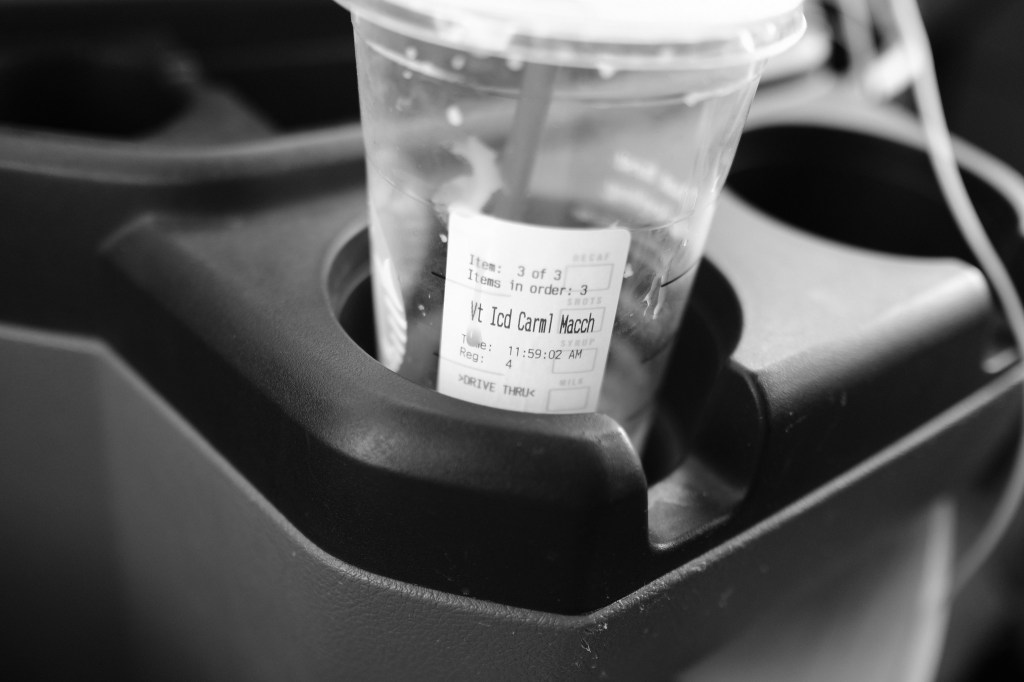 DECAF
Item: 3 of 3
Items in order: 3
SHOTS
Vt Icd Carml Macch
SYRUP
Time: 11:59:02 AM
Reg: 4
MILK
>DRIVE THRU<